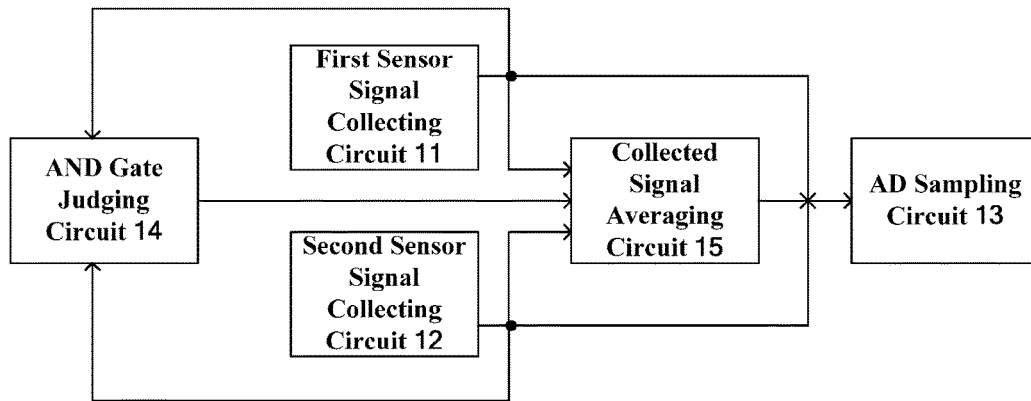 First Sensor
Signal
Collecting
Circuit 11
AND Gate
Judging
Circuit 14
Collected
Signal
Averaging
Circuit 15
AD Sampling
Circuit 13
Second Sensor
Signal
Collecting
Circuit 12